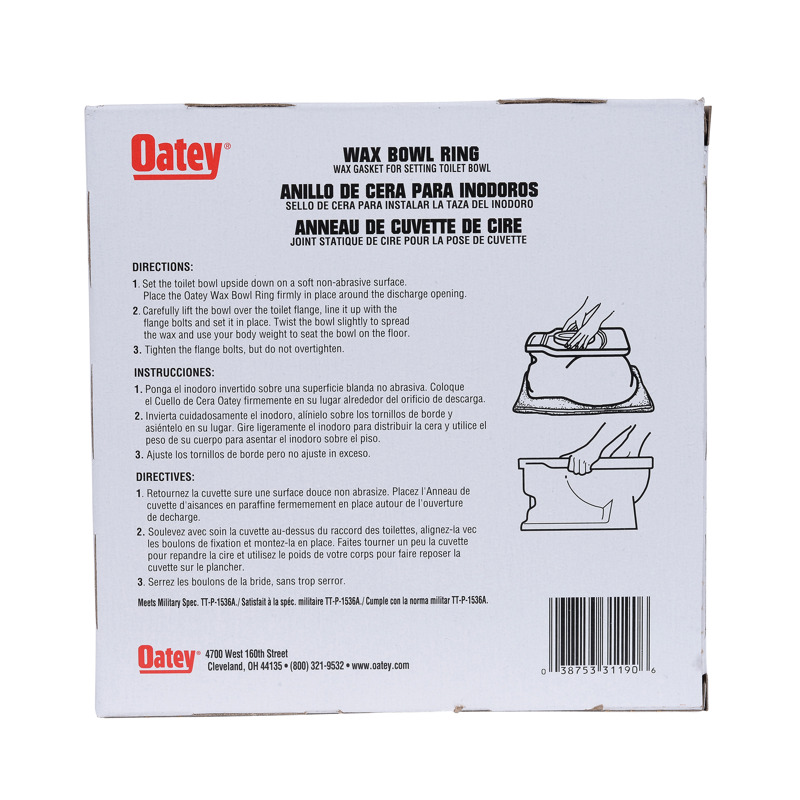 Oatey®
WAX BOWL RING
WAX GASKET FOR SETTING TOILET BOWL
ANILLO DE CERA PARA INODOROS
SELLO DE CERA PARA INSTALAR LA TAZA DEL INODORO
ANNEAU DE CUVETTE DE CIRE
JOINT STATIQUE DE CIRE POUR LA POSE DE CUVETTE
DIRECTIONS:
1. Set the toilet bowl upside down on a soft non-abrasive surface.
Place the Oatey Wax Bowl Ring firmly in place around the discharge opening.
2. Carefully lift the bowl over the toilet flange, line it up with the
flange bolts and set it in place. Twist the bowl slightly to spread
the wax and use your body weight to seat the bowl on the floor.
3. Tighten the flange bolts, but do not overtighten.
INSTRUCCIONES:
1. Ponga el inodoro invertido sobre una superficie blanda no abrasiva. Coloque
el Cuello de Cera Oatey firmemente en su lugar alrededor del orificio de descarga.
2. Invierta cuidadosamente el inodoro, alínielo sobre los tornillos de borde y
asiéntelo en su lugar. Gire ligeramente el inodoro para distribuir la cera y utilice el
peso de su cuerpo para asentar el inodoro sobre el piso.
3. Ajuste los tornillos de borde pero no ajuste in exceso.
DIRECTIVES:
1. Retournez la cuvette sure une surface douce non abrasize. Placez l'Anneau de
cuvette d'aisances en paraffine fermemement en place autour de l'ouverture
de decharge.
2. Soulevez avec soin la cuvette au-dessus du raccord des toilettes, alignez-la vec
les boulons de fixation et montez-la en place. Faites tourner un peu la cuvette
pour repandre la cire et utilisez le poids de votre corps pour faire reposer la
cuvette sur le plancher.
3. Serrez les boulons de la bride, sans trop serror.
Meets Military Spec. TT-P-1536A./ Satisfait à la spéc. militaire TT-P-1536A./ Cumple con la norma militar TT-P-1536A.
Oatey® 4700 West 160th Street
Cleveland, OH 44135 • (800) 321-9532 • www.oatey.com
0 38753 31190 6